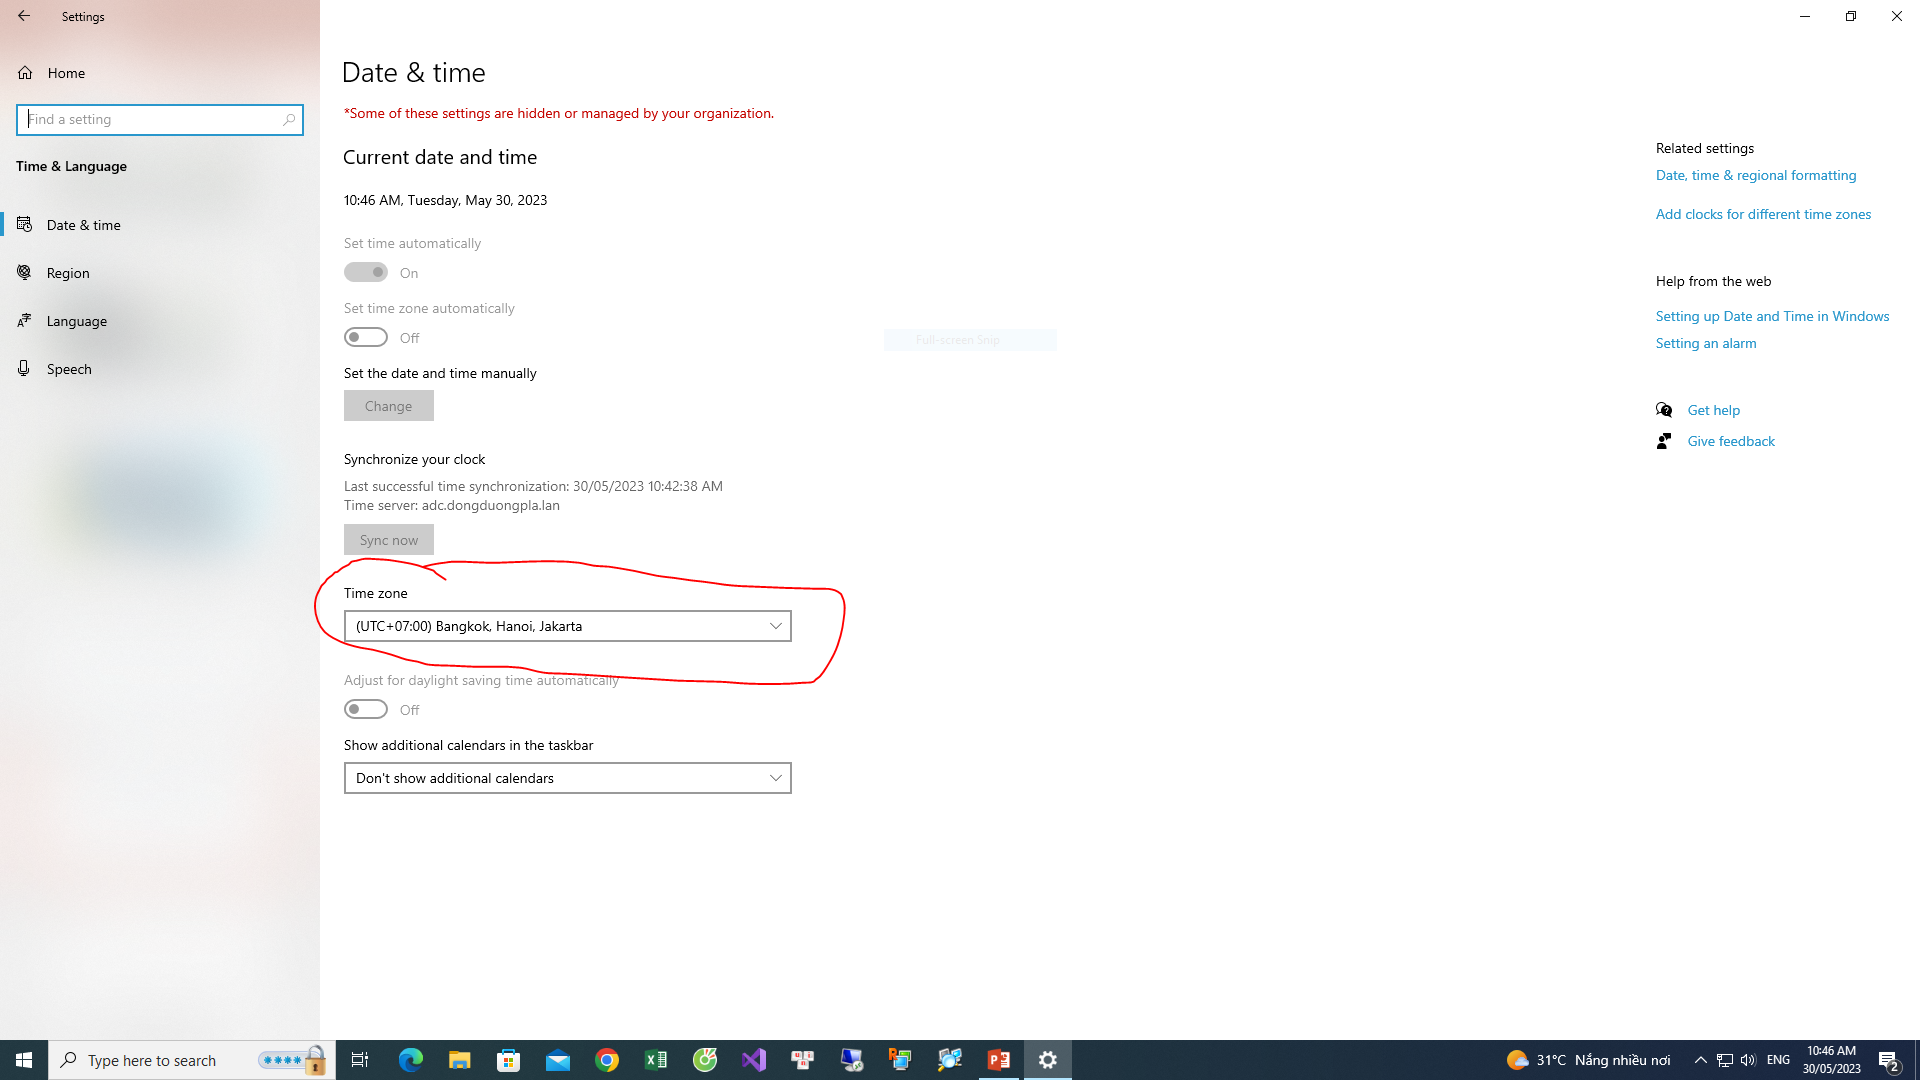 Settings
Home
Find a setting
Time & Language
Date & time
Region
Language
Speech
Date & time
*Some of these settings are hidden or managed by your organization.
Current date and time
10:46 AM, Tuesday, May 30, 2023
Set time automatically
On
Set time zone automatically
Off
Full-screen Snip
Set the date and time manually
Change
Synchronize your clock
Last successful time synchronization: 30/05/2023 10:42:38 AM
Time server: adc.dongduongpla.lan
Sync now
Time zone
(UTC+07:00) Bangkok, Hanoi, Jakarta
Adjust for daylight saving time automatically
Off
Show additional calendars in the taskbar
Don't show additional calendars
Related settings
Date, time & regional formatting
Add clocks for different time zones
Help from the web
Setting up Date and Time in Windows
Setting an alarm
Get help
Give feedback
Type here to search
31°C Nắng nhiều nơi
ENG
10:46 AM
30/05/2023
2